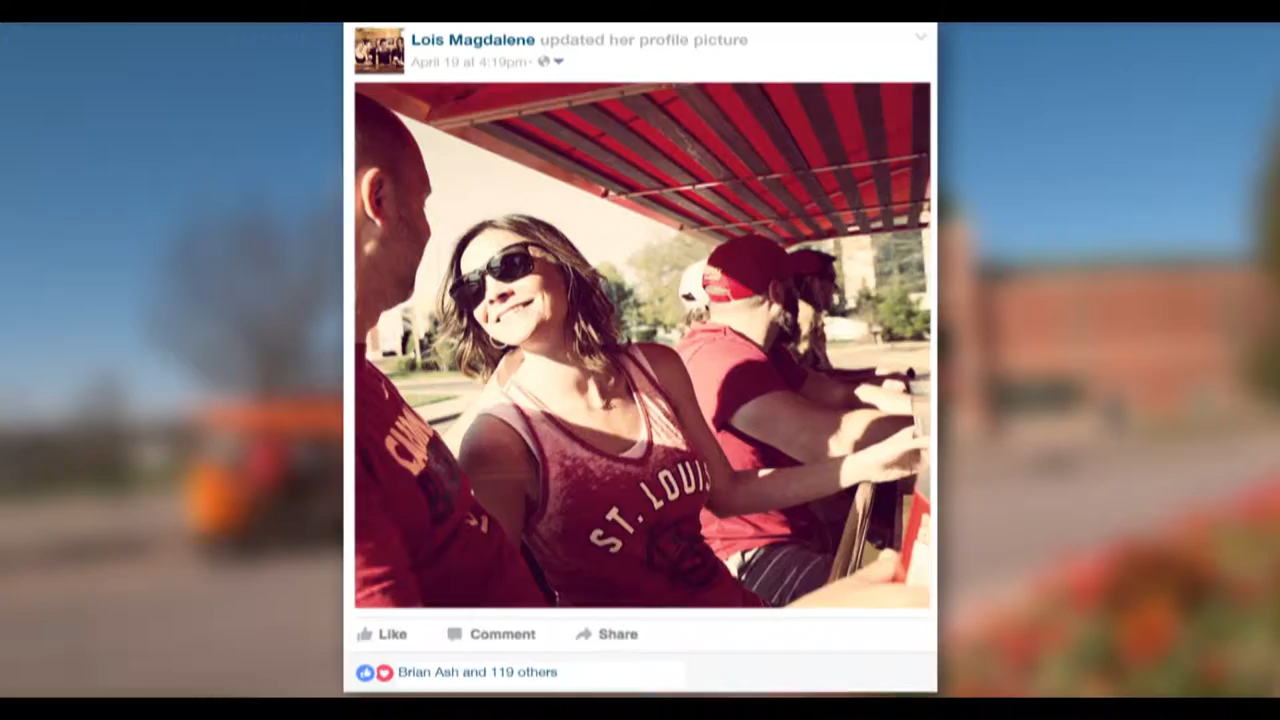 Lois Magdalene updated her profile picture
April 19 at 4:19pm·
ST. LOUIS
Like Comment Share
Brian Ash and 119 others